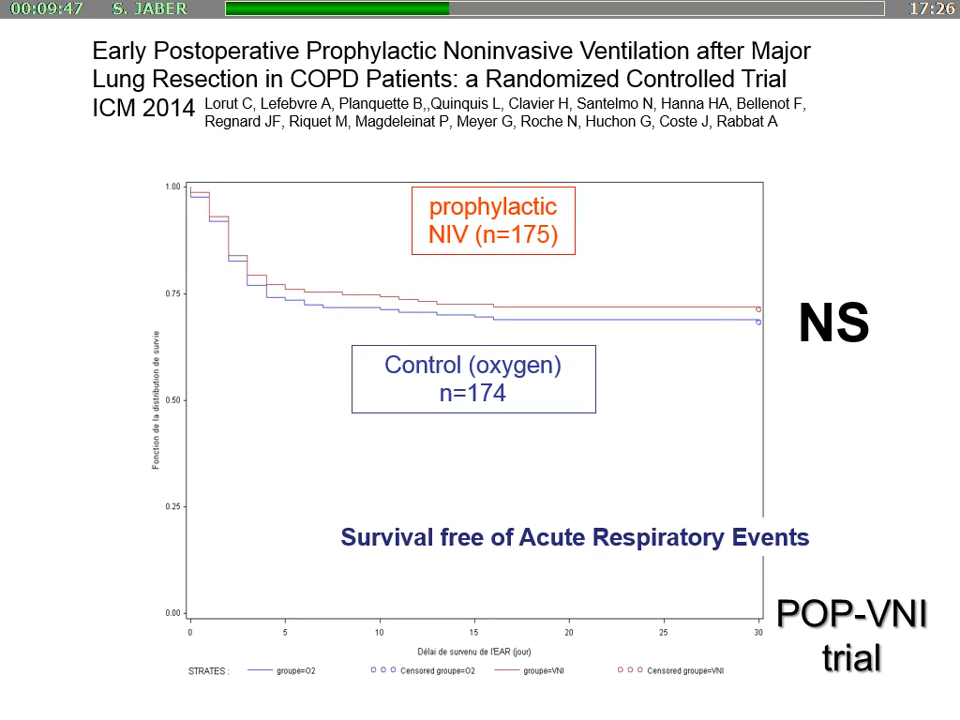 00:09:47 S. JABER 17:26
Early Postoperative Prophylactic Noninvasive Ventilation after Major
Lung Resection in COPD Patients: a Randomized Controlled Trial
ICM 2014 Lorut C, Lefebvre A, Planquette B,,Quinquis L, Clavier H, Santelmo N, Hanna HA, Bellenot F,
Regnard JF, Riquet M, Magdeleinat P, Meyer G, Roche N, Huchon G, Coste J, Rabbat A
1.00
prophylactic
NIV (n=175)
0.75
NS
Control (oxygen)
n=174
0.50
Fonction de la distribution de survie
0.25
Survival free of Acute Respiratory Events
0.00
POP-VNI
trial
0 5 10 15 20 25 30
Délai de survenu de l'EAR (jour)
STRATES : groupe=O2 Censored groupe=O2 groupe=VNI Censored groupe=VNI